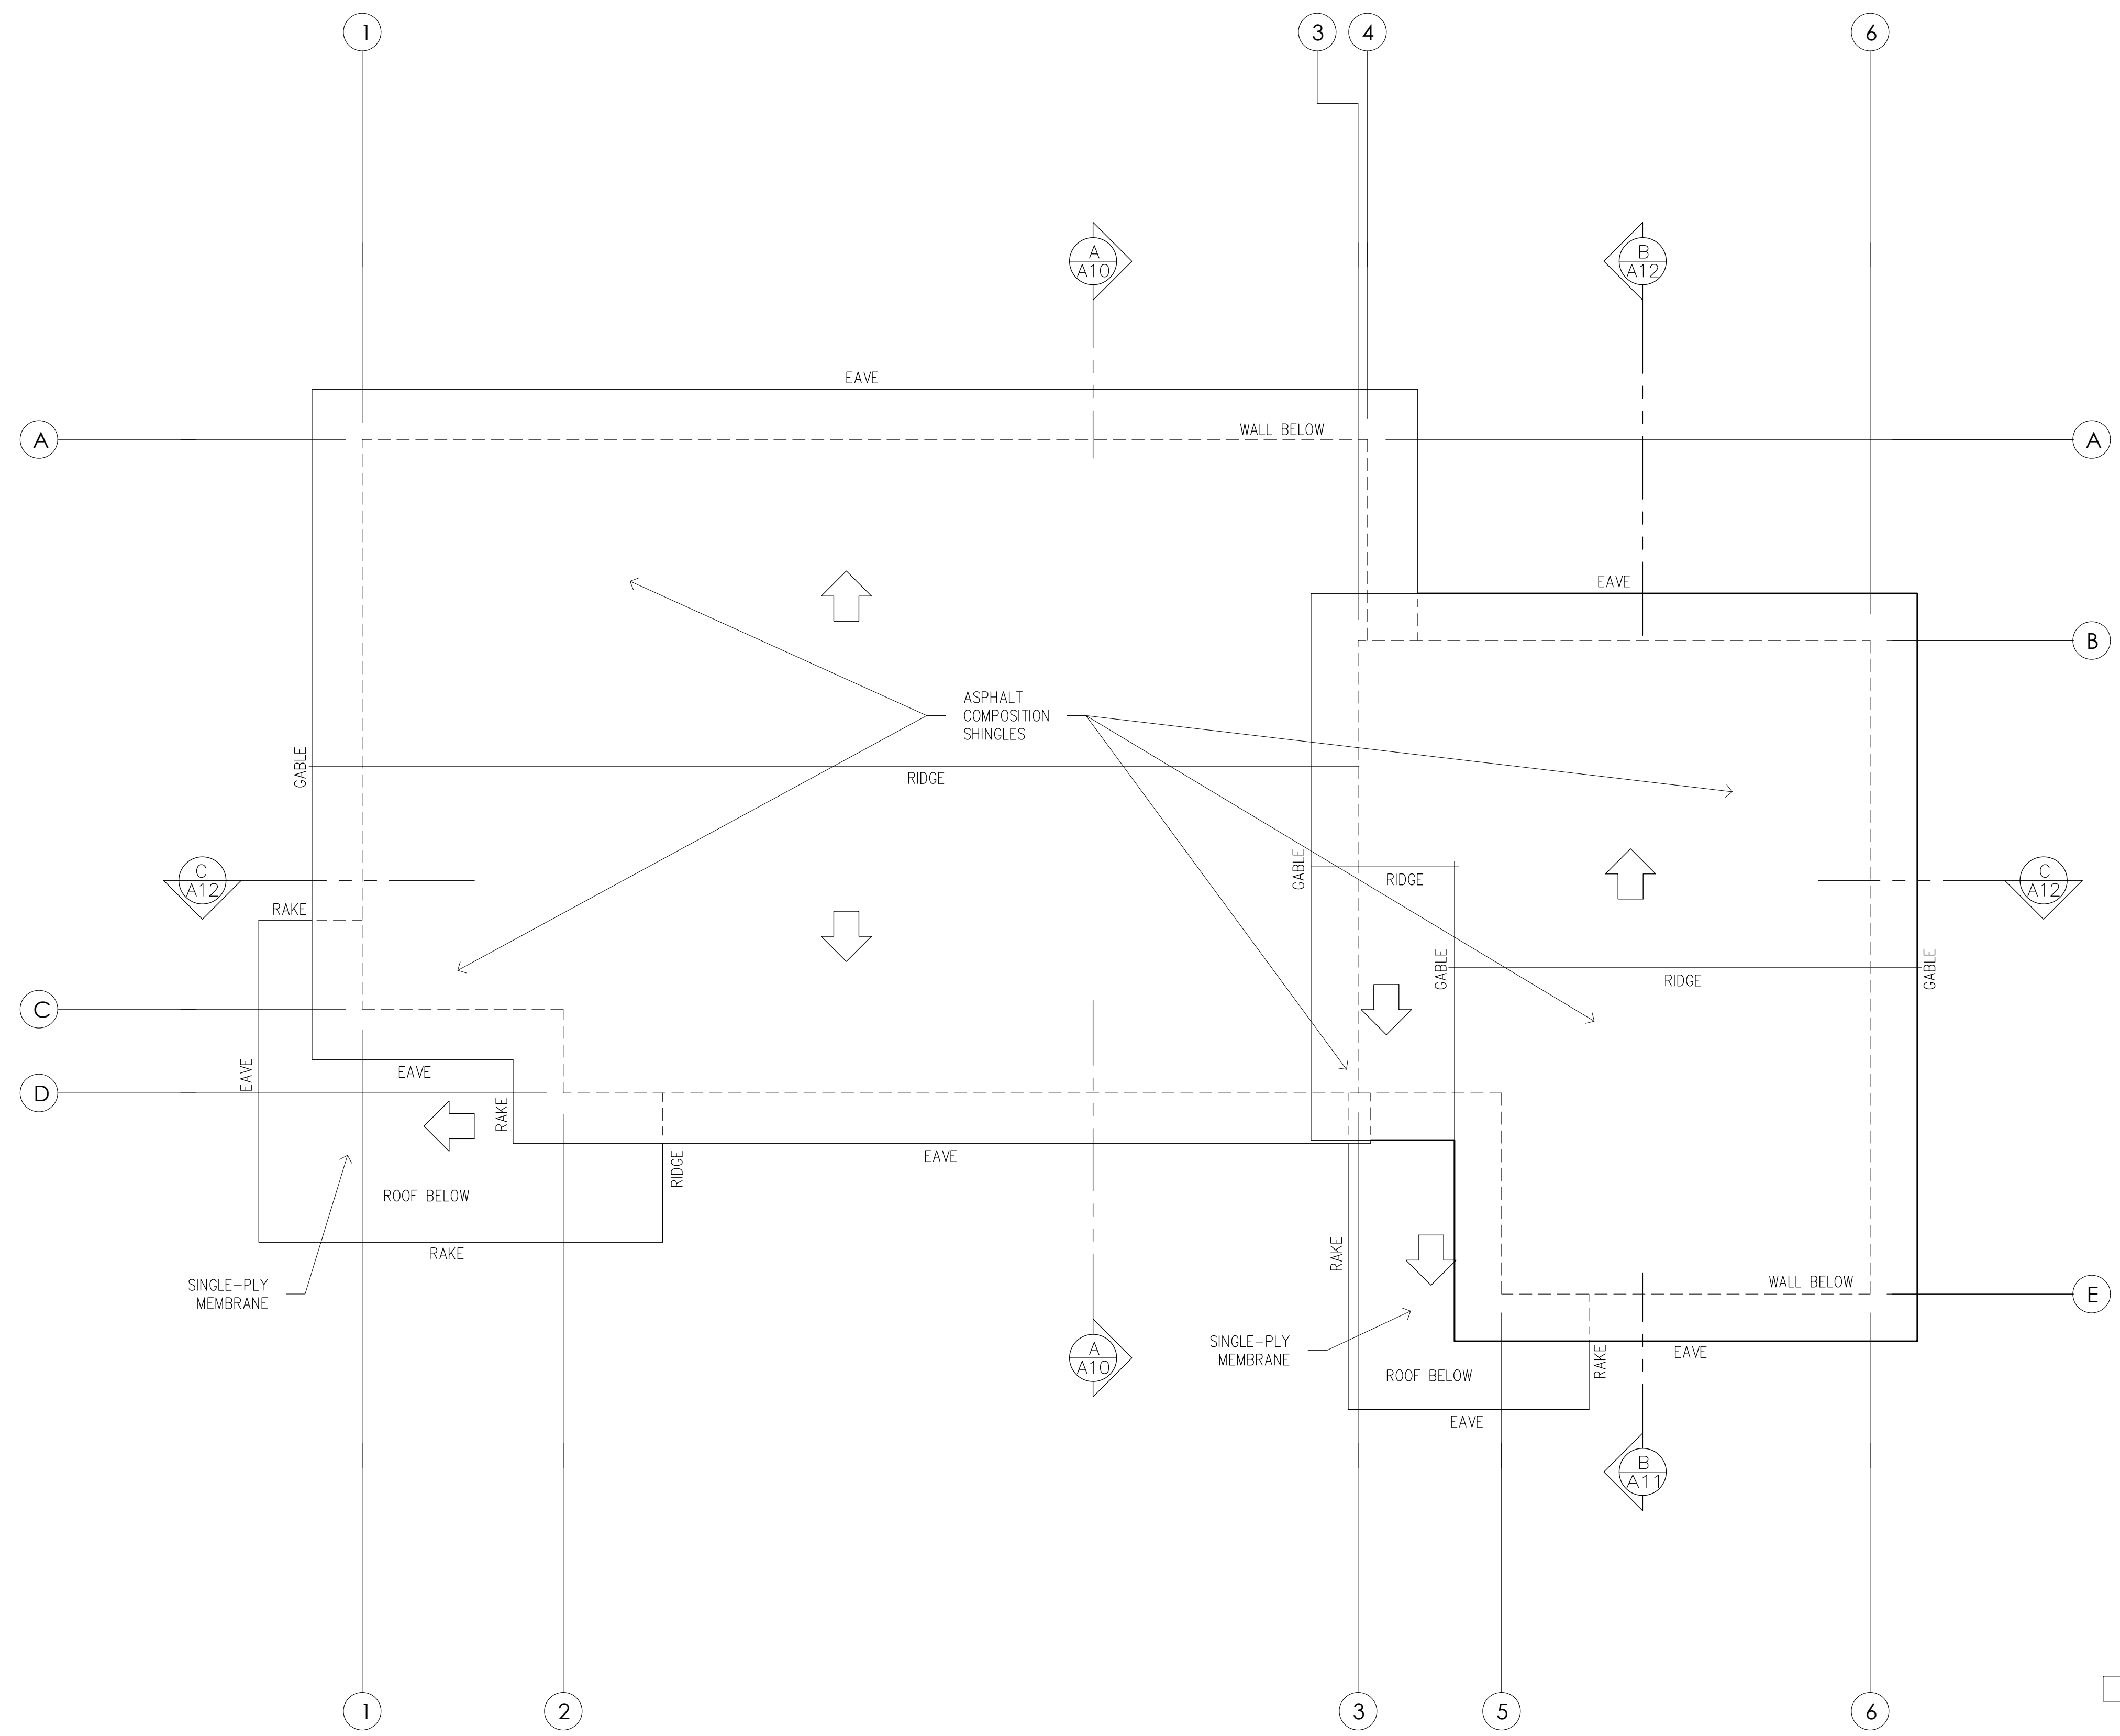 1
3
4
6
A
A10
B
A12
EAVE
A
WALL BELOW
A
EAVE
B
ASPHALT
COMPOSITION
SHINGLES
GABLE
RIDGE
C
A12
GABLE
RIDGE
C
A12
RAKE
GABLE
RIDGE
GABLE
C
EAVE
EAVE
D
RAKE
EAVE
RIDGE
ROOF BELOW
RAKE
RAKE
SINGLE-PLY
MEMBRANE
WALL BELOW
E
SINGLE-PLY
MEMBRANE
A
A10
RAKE
EAVE
ROOF BELOW
EAVE
B
A11
1
2
3
5
6